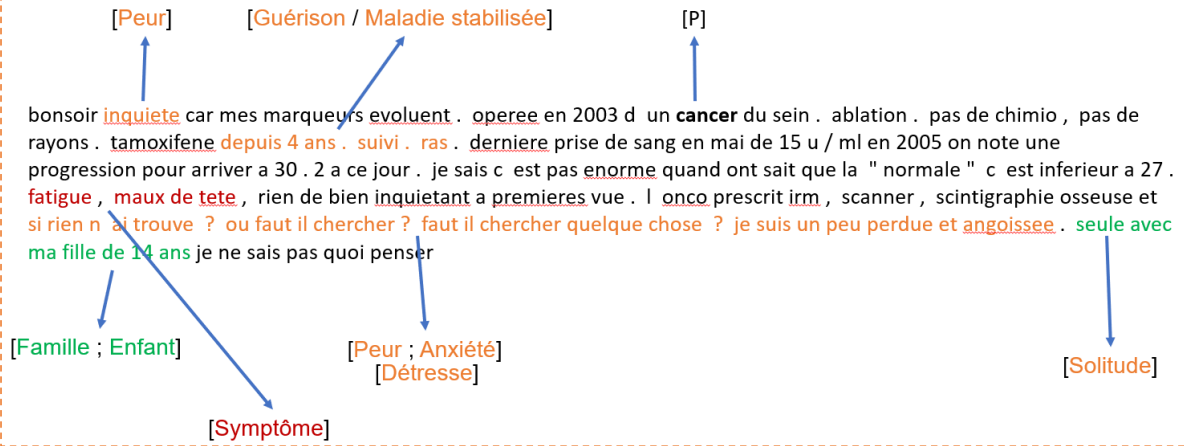 [Peur] [Guérison / Maladie stabilisée] [P]
bonsoir inquiete car mes marqueurs evoluent . operee en 2003 d un cancer du sein . ablation . pas de chimio , pas de
rayons . tamoxifene depuis 4 ans . suivi . ras . derniere prise de sang en mai de 15 u / ml en 2005 on note une
progression pour arriver a 30 . 2 a ce jour . je sais c est pas enorme quand ont sait que la " normale " c est inferieur a 27 .
fatigue , maux de tete , rien de bien inquietant a premieres vue . l onco prescrit irm , scanner , scintigraphie osseuse et
si rien n ai trouve ? ou faut il chercher ? faut il chercher quelque chose ? je suis un peu perdue et angoissee . seule avec
ma fille de 14 ans je ne sais pas quoi penser
[Famille ; Enfant]
[Peur ; Anxiété]
[Détresse]
[Solitude]
[Symptôme]